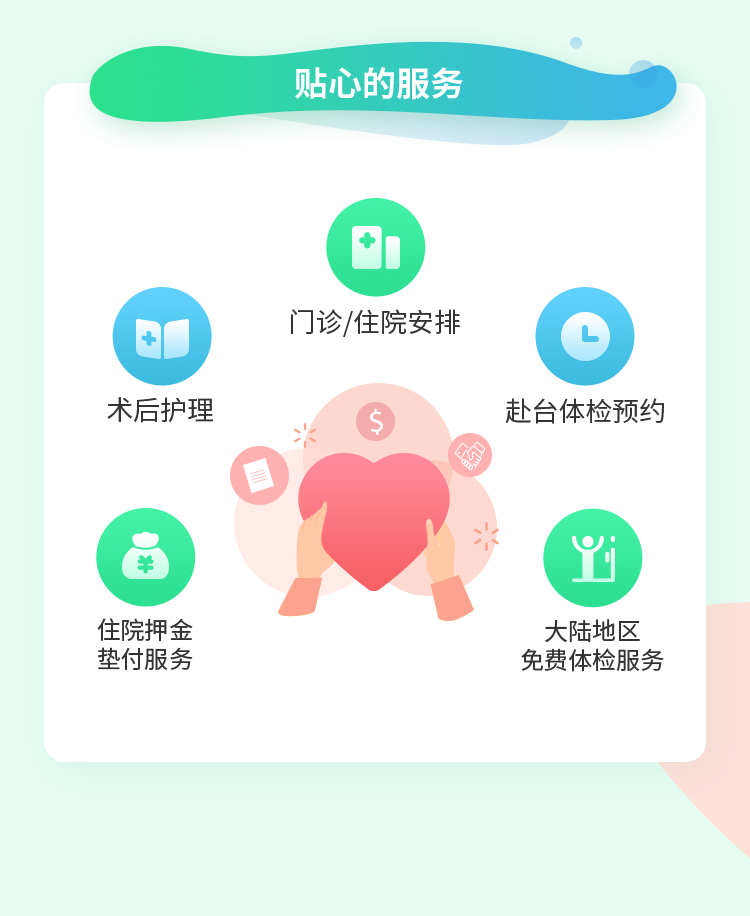 贴心的服务
门诊/住院安排
术后护理
赴台体检预约
$
¥
住院押金
垫付服务
大陆地区
免费体检服务